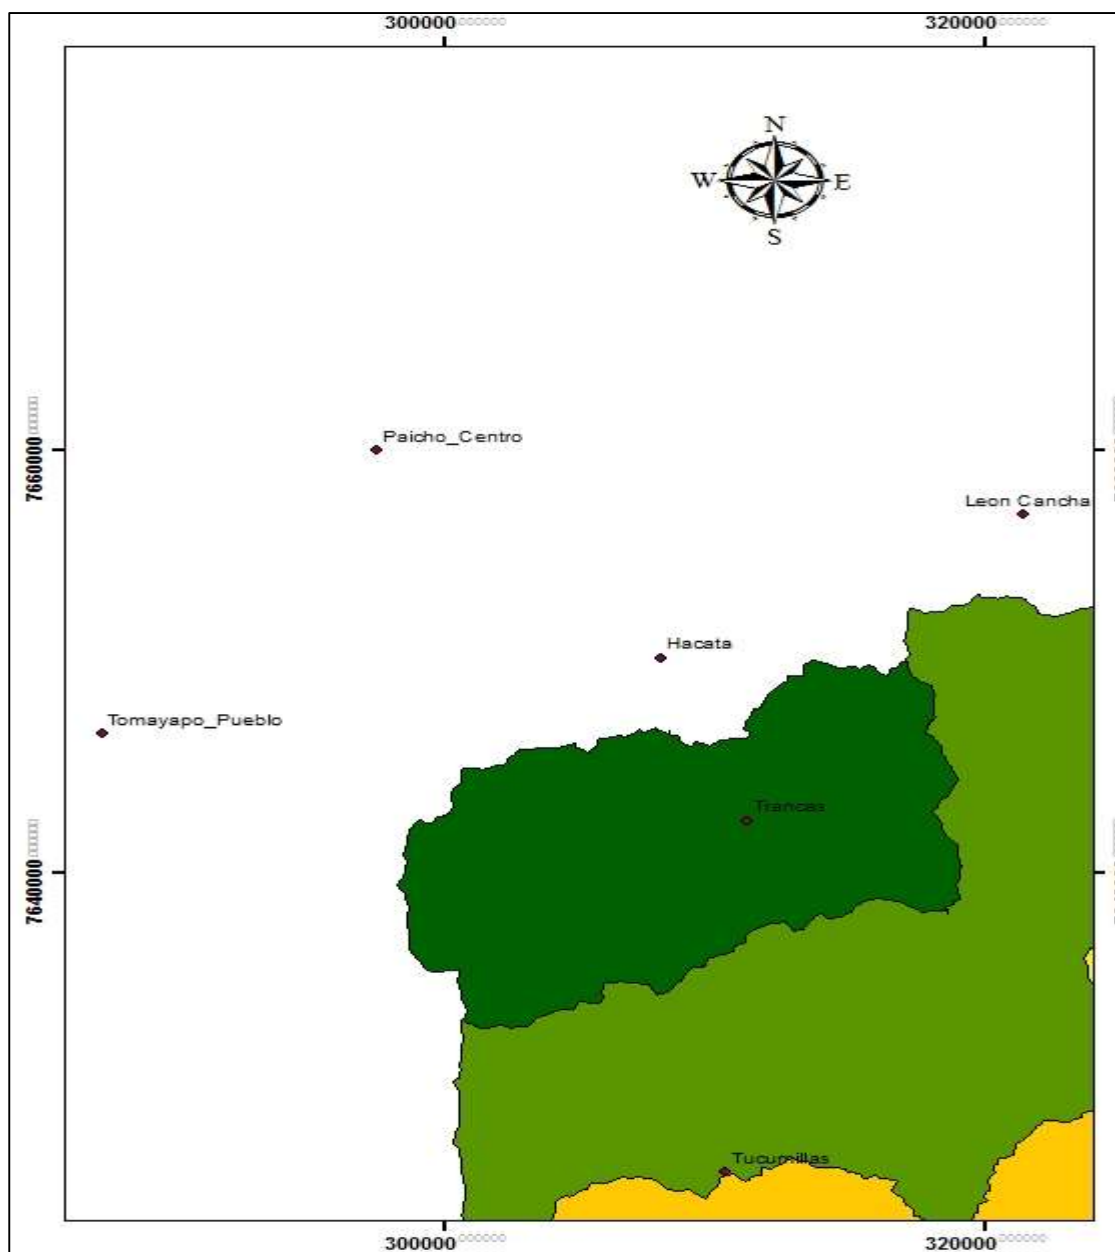 300000 320000
N
W E
S
7660000
Paicho_Centro
Leon Cancha
Hacata
Tomayapo_Pueblo
Trancas
7640000
Tucumillas
300000 320000